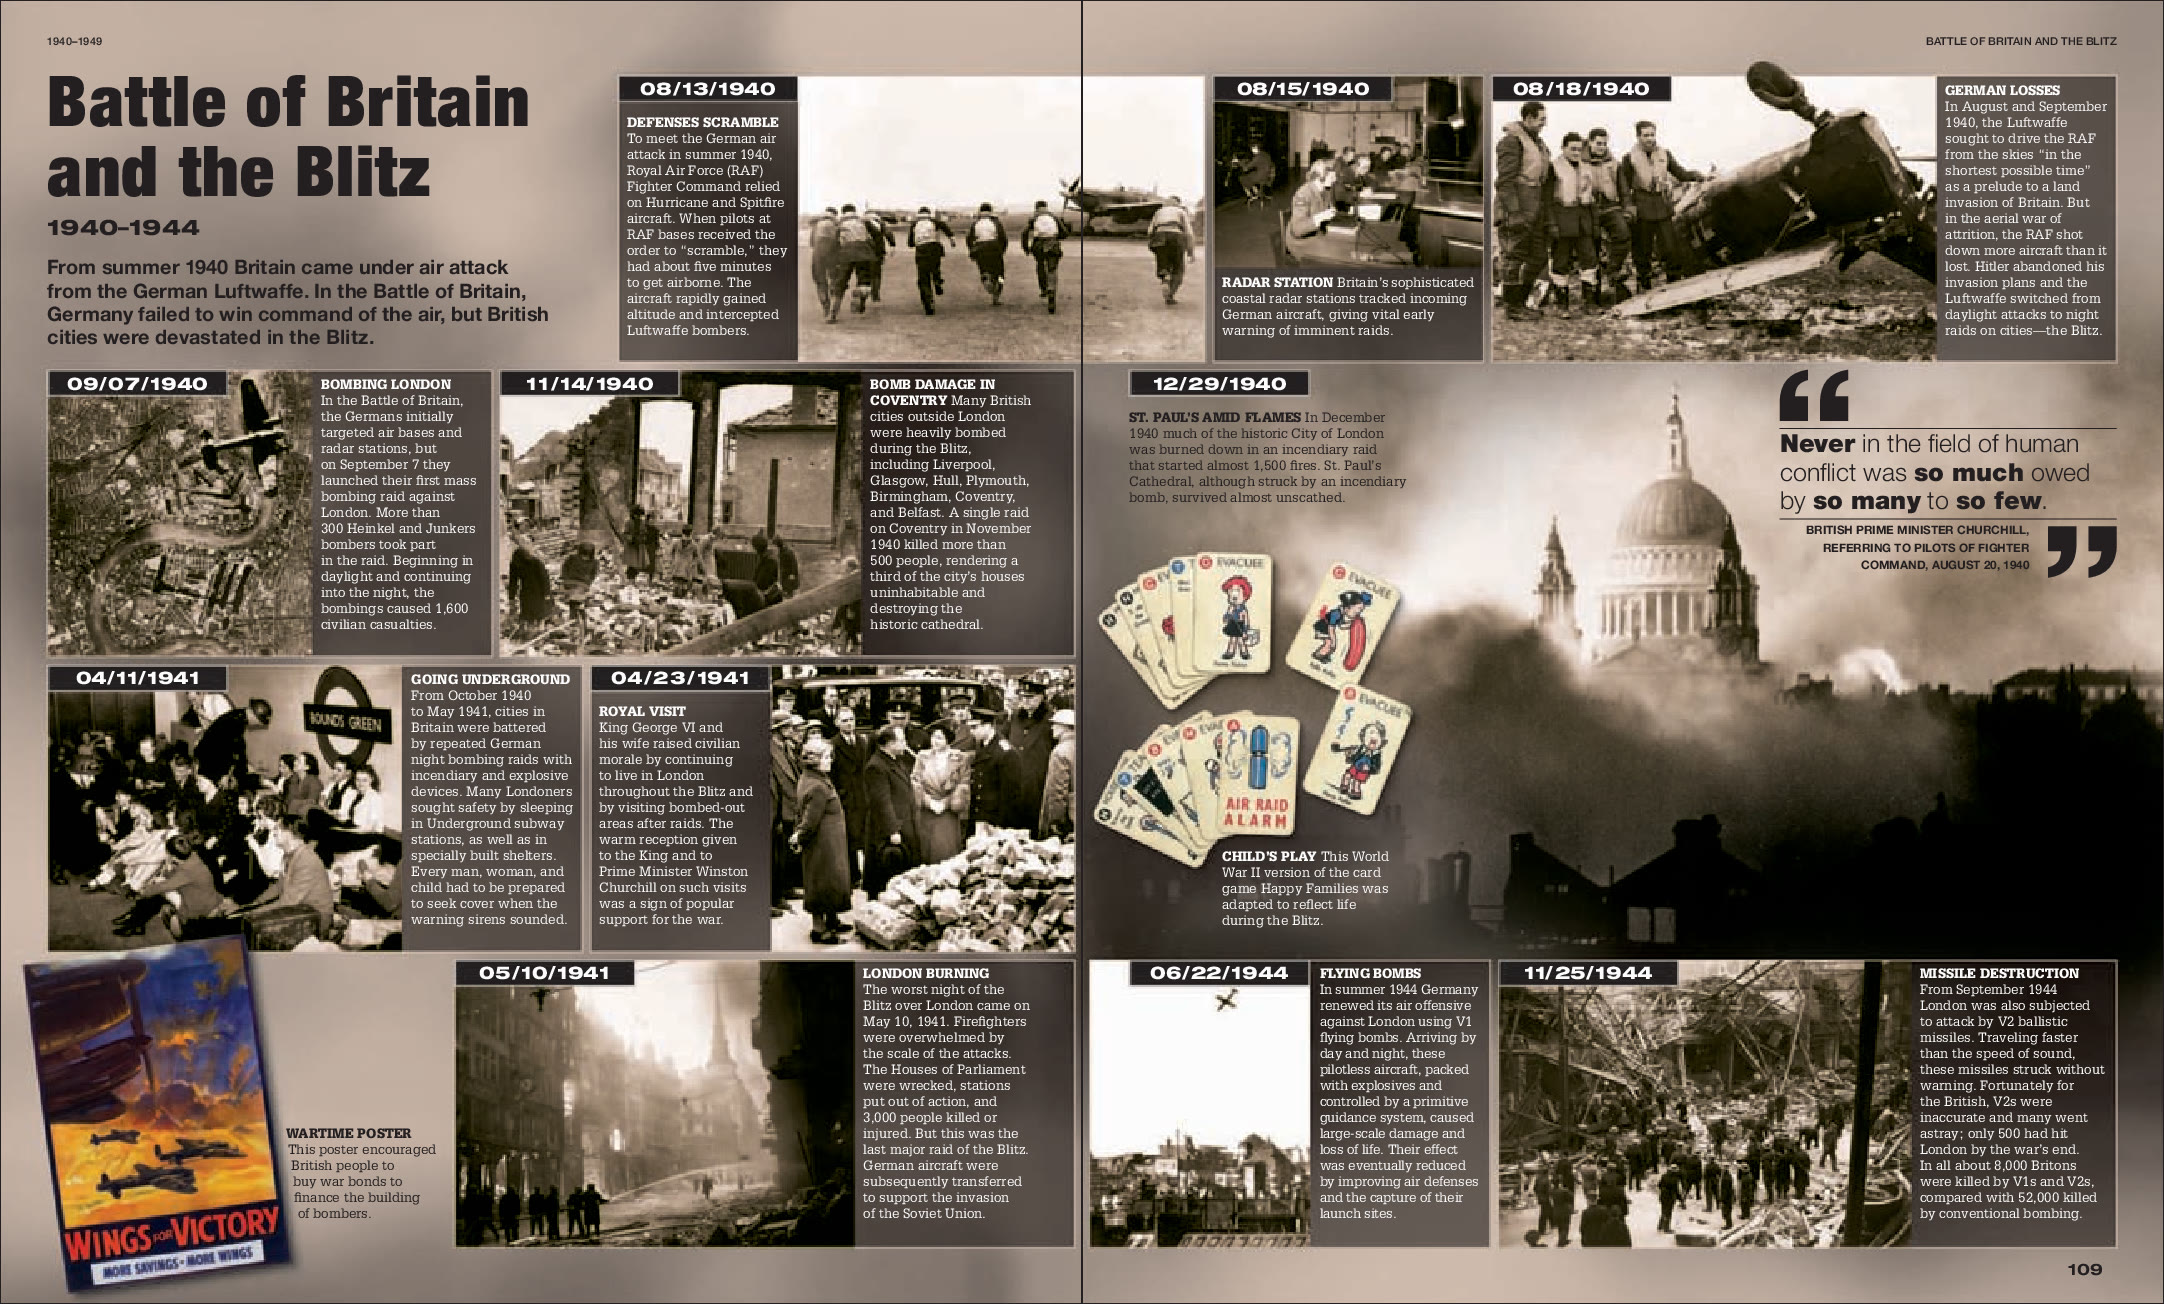 1940–1949
BATTLE OF BRITAIN AND THE BLITZ
Battle of Britain
and the Blitz
1940–1944
From summer 1940 Britain came under air attack
from the German Luftwaffe. In the Battle of Britain,
Germany failed to win command of the air, but British
cities were devastated in the Blitz.
08/13/1940
DEFENSES SCRAMBLE
To meet the German air
attack in summer 1940,
Royal Air Force (RAF)
Fighter Command relied
on Hurricane and Spitfire
aircraft. When pilots at
RAF bases received the
order to “scramble,” they
had about five minutes
to get airborne. The
aircraft rapidly gained
altitude and intercepted
Luftwaffe bombers.
08/15/1940
RADAR STATION Britain's sophisticated
coastal radar stations tracked incoming
German aircraft, giving vital early
warning of imminent raids.
08/18/1940
GERMAN LOSSES
In August and September
1940, the Luftwaffe
sought to drive the RAF
from the skies “in the
shortest possible time”
as a prelude to a land
invasion of Britain. But
in the aerial war of
attrition, the RAF shot
down more aircraft than it
lost. Hitler abandoned his
invasion plans and the
Luftwaffe switched from
daylight attacks to night
raids on cities—the Blitz.
09/07/1940
BOMBING LONDON
In the Battle of Britain,
the Germans initially
targeted air bases and
radar stations, but
on September 7 they
launched their first mass
bombing raid against
London. More than
300 Heinkel and Junkers
bombers took part
in the raid. Beginning in
daylight and continuing
into the night, the
bombings caused 1,600
civilian casualties.
11/14/1940
BOMB DAMAGE IN
COVENTRY Many British
cities outside London
were heavily bombed
during the Blitz,
including Liverpool,
Glasgow, Hull, Plymouth,
Birmingham, Coventry,
and Belfast. A single raid
on Coventry in November
1940 killed more than
500 people, rendering a
third of the city's houses
uninhabitable and
destroying the
historic cathedral.
12/29/1940
ST. PAUL'S AMID FLAMES In December
1940 much of the historic City of London
was burned down in an incendiary raid
that started almost 1,500 fires. St. Paul's
Cathedral, although struck by an incendiary
bomb, survived almost unscathed.
“
Never in the field of human
conflict was so much owed
by so many to so few.
BRITISH PRIME MINISTER CHURCHILL,
REFERRING TO PILOTS OF FIGHTER
COMMAND, AUGUST 20, 1940
”
EVACUEE
EVACUEE
EVACUEE
AIR RAID
ALARM
CHILD'S PLAY This World
War II version of the card
game Happy Families was
adapted to reflect life
during the Blitz.
04/11/1941
BOUNDS GREEN
GOING UNDERGROUND
From October 1940
to May 1941, cities in
Britain were battered
by repeated German
night bombing raids with
incendiary and explosive
devices. Many Londoners
sought safety by sleeping
in Underground subway
stations, as well as in
specially built shelters.
Every man, woman, and
child had to be prepared
to seek cover when the
warning sirens sounded.
04/23/1941
ROYAL VISIT
King George VI and
his wife raised civilian
morale by continuing
to live in London
throughout the Blitz and
by visiting bombed-out
areas after raids. The
warm reception given
to the King and to
Prime Minister Winston
Churchill on such visits
was a sign of popular
support for the war.
WINGS FOR VICTORY
MORE SAVINGS · MORE WINGS
WARTIME POSTER
This poster encouraged
British people to
buy war bonds to
finance the building
of bombers.
05/10/1941
LONDON BURNING
The worst night of the
Blitz over London came on
May 10, 1941. Firefighters
were overwhelmed by
the scale of the attacks.
The Houses of Parliament
were wrecked, stations
put out of action, and
3,000 people killed or
injured. But this was the
last major raid of the Blitz.
German aircraft were
subsequently transferred
to support the invasion
of the Soviet Union.
06/22/1944
FLYING BOMBS
In summer 1944 Germany
renewed its air offensive
against London using V1
flying bombs. Arriving by
day and night, these
pilotless aircraft, packed
with explosives and
controlled by a primitive
guidance system, caused
large-scale damage and
loss of life. Their effect
was eventually reduced
by improving air defenses
and the capture of their
launch sites.
11/25/1944
MISSILE DESTRUCTION
From September 1944
London was also subjected
to attack by V2 ballistic
missiles. Traveling faster
than the speed of sound,
these missiles struck without
warning. Fortunately for
the British, V2s were
inaccurate and many went
astray; only 500 had hit
London by the war's end.
In all about 8,000 Britons
were killed by V1s and V2s,
compared with 52,000 killed
by conventional bombing.
109